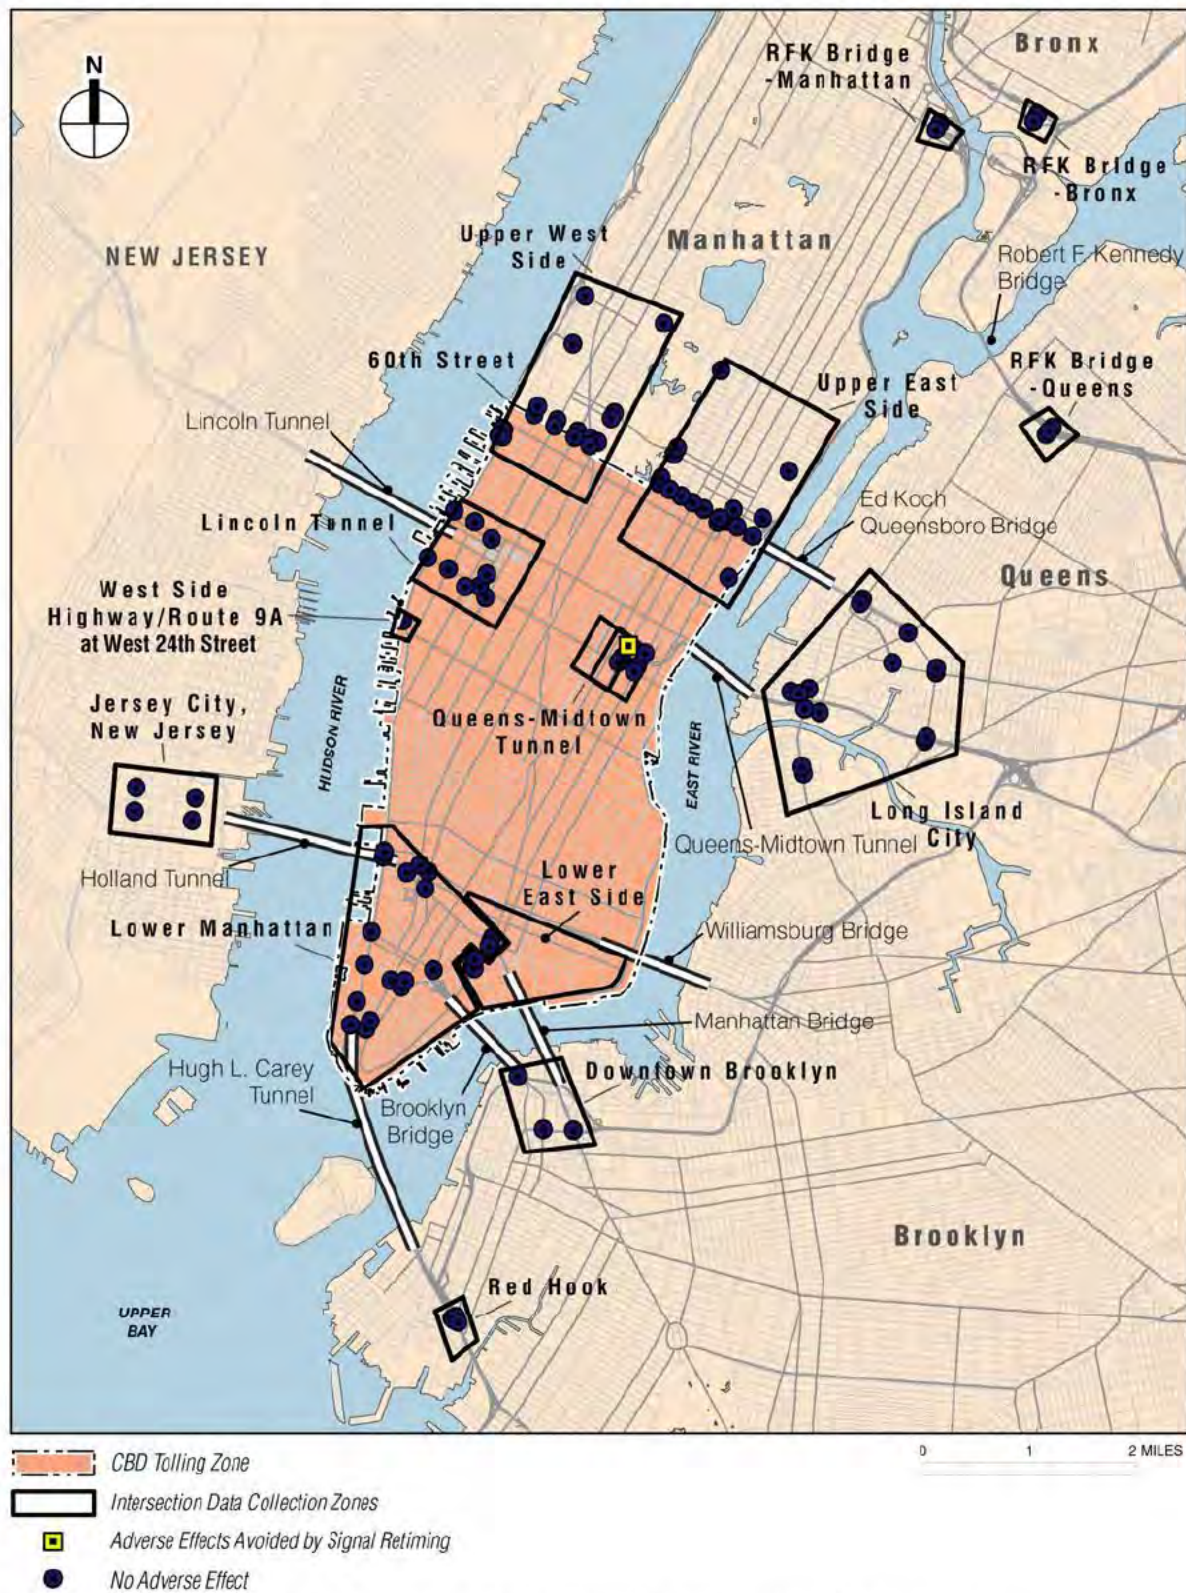 N
Bronx
RFK Bridge
-Manhattan
RFK Bridge
-Bronx
NEW JERSEY
Upper West
Side
Manhattan
Robert F. Kennedy
Bridge
60th Street
RFK Bridge
-Queens
Upper East
Side
Lincoln Tunnel
Ed Koch
Queensboro Bridge
Lincoln Tunnel
Queens
West Side
Highway/Route 9A
at West 24th Street
HUDSON RIVER
Jersey City,
New Jersey
Queens-Midtown
Tunnel
EAST RIVER
Long Island
City
Queens-Midtown Tunnel
Holland Tunnel
Lower
East Side
Lower Manhattan
Williamsburg Bridge
Manhattan Bridge
Hugh L. Carey
Tunnel
Downtown Brooklyn
Brooklyn
Bridge
Brooklyn
Red Hook
UPPER
BAY
0 1 2 MILES
CBD Tolling Zone
Intersection Data Collection Zones
Adverse Effects Avoided by Signal Retiming
No Adverse Effect